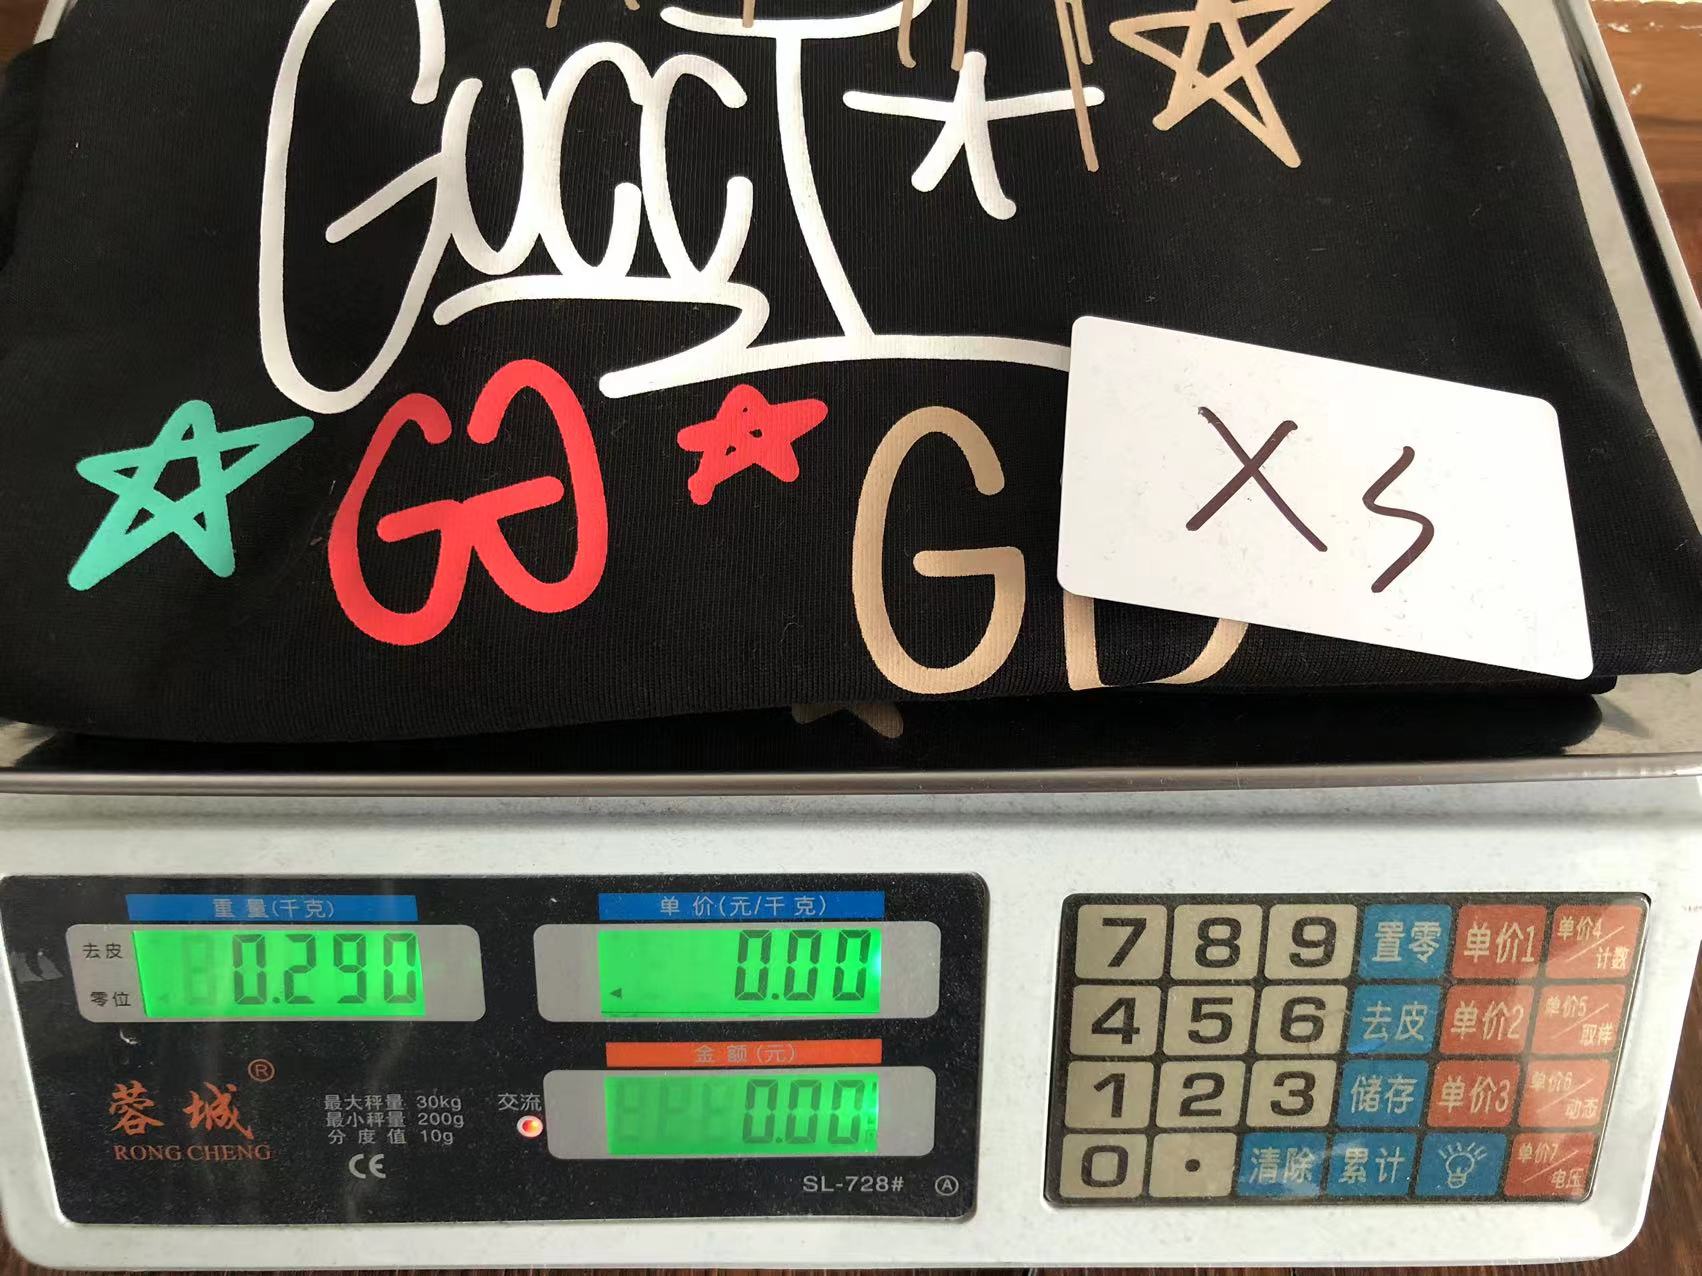 GUCCI
GG
G
XS
重量(千克)
单价(元/千克)
去皮
零位
0.290
0.00
金额(元)
0.00
蓉城®
RONG CHENG
最大秤量 30kg
最小秤量 200g
分度值 10g
CE
交流
SL-728# Ⓐ
7 8 9 置零 单价1 单价4/计数
4 5 6 去皮 单价2 单价5/取样
1 2 3 储存 单价3 单价6/动态
0 . 清除 累计 单价7/电压